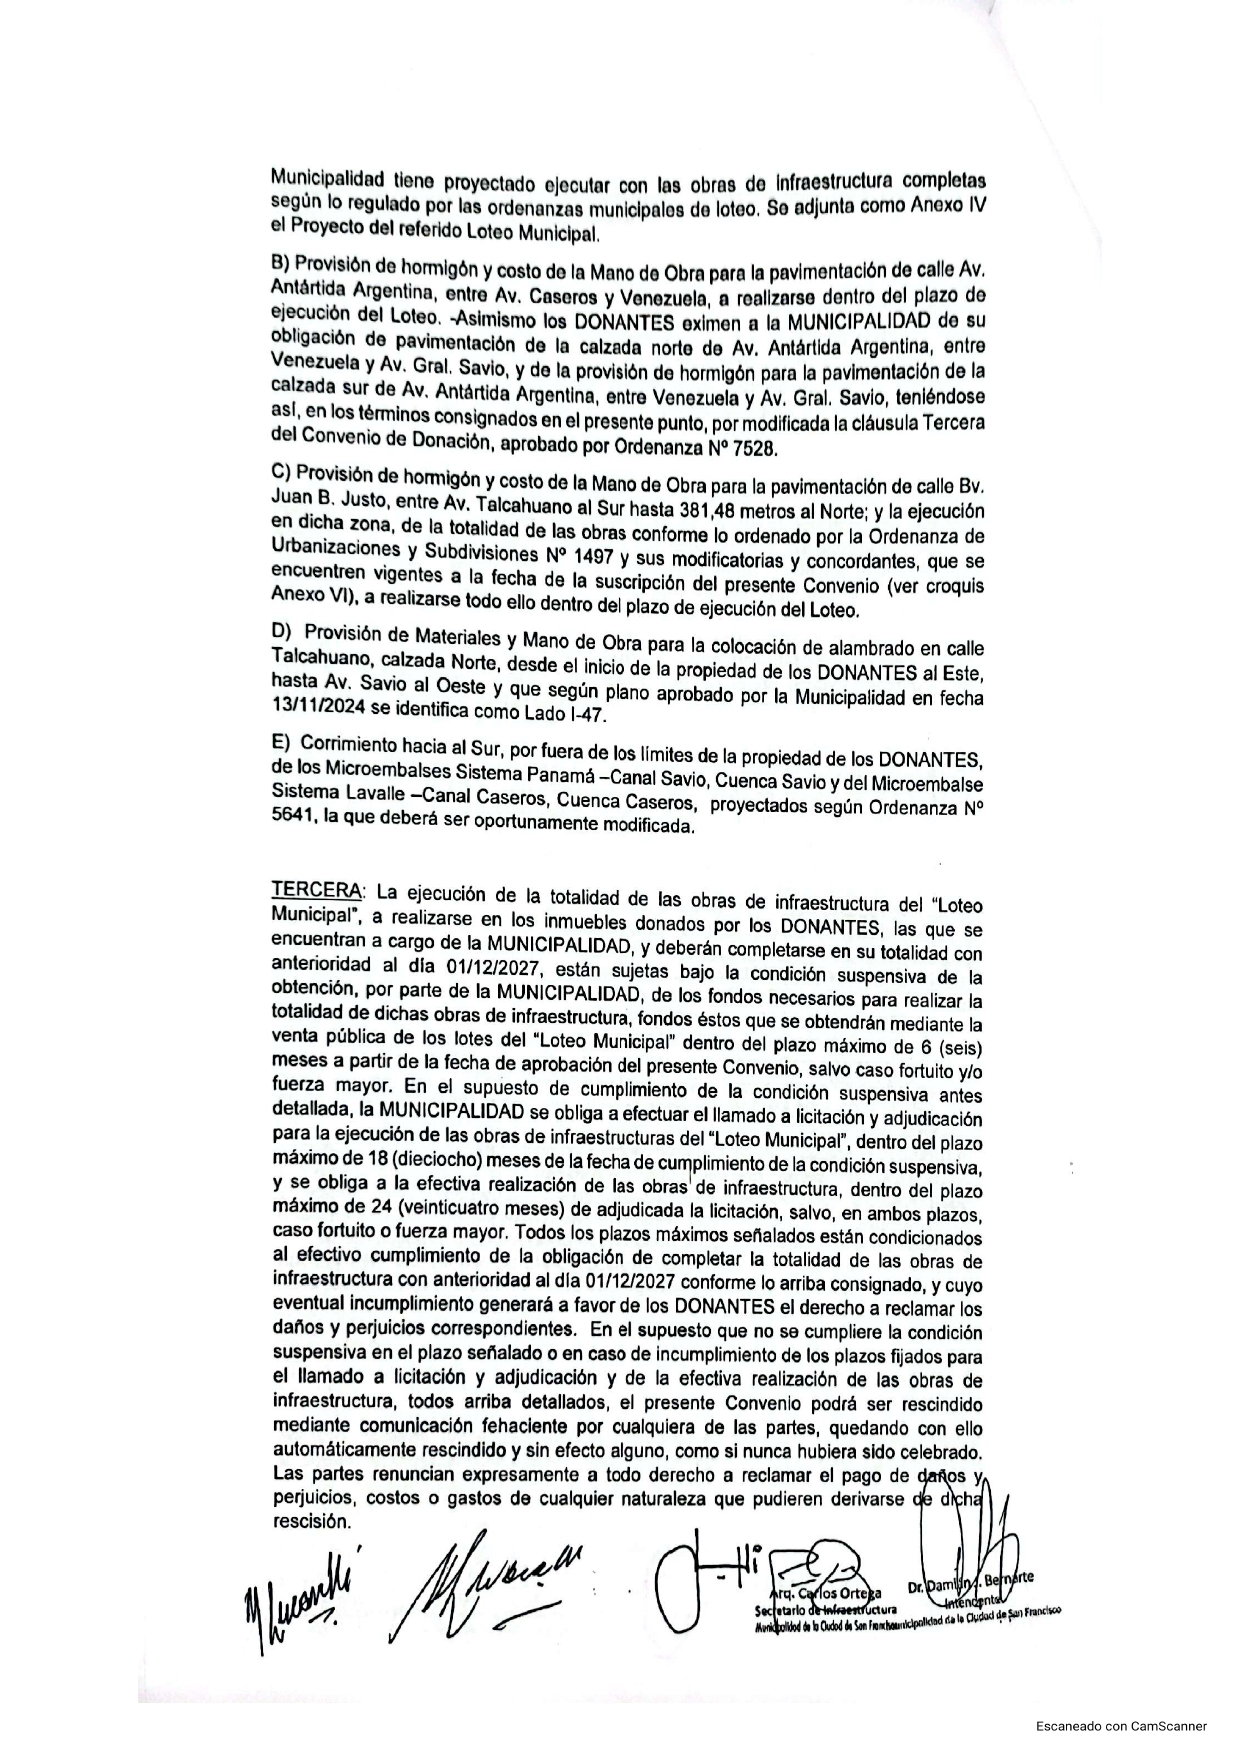 Municipalidad tiene proyectado ejecutar con las obras de infraestructura completas
según lo regulado por las ordenanzas municipales de loteo. Se adjunta como Anexo IV
el Proyecto del referido Loteo Municipal.
B) Provisión de hormigón y costo de la Mano de Obra para la pavimentación de calle Av.
Antártida Argentina, entre Av. Caseros y Venezuela, a realizarse dentro del plazo de
ejecución del Loteo. -Asimismo los DONANTES eximen a la MUNICIPALIDAD de su
obligación de pavimentación de la calzada norte de Av. Antártida Argentina, entre
Venezuela y Av. Gral. Savio, y de la provisión de hormigón para la pavimentación de la
calzada sur de Av. Antártida Argentina, entre Venezuela y Av. Gral. Savio, teniéndose
así, en los términos consignados en el presente punto, por modificada la cláusula Tercera
del Convenio de Donación, aprobado por Ordenanza Nº 7528.
C) Provisión de hormigón y costo de la Mano de Obra para la pavimentación de calle Bv.
Juan B. Justo, entre Av. Talcahuano al Sur hasta 381,48 metros al Norte; y la ejecución
en dicha zona, de la totalidad de las obras conforme lo ordenado por la Ordenanza de
Urbanizaciones y Subdivisiones Nº 1497 y sus modificatorias y concordantes, que se
encuentren vigentes a la fecha de la suscripción del presente Convenio (ver croquis
Anexo VI), a realizarse todo ello dentro del plazo de ejecución del Loteo.
D) Provisión de Materiales y Mano de Obra para la colocación de alambrado en calle
Talcahuano, calzada Norte, desde el inicio de la propiedad de los DONANTES al Este,
hasta Av. Savio al Oeste y que según plano aprobado por la Municipalidad en fecha
13/11/2024 se identifica como Lado I-47.
E) Corrimiento hacia al Sur, por fuera de los límites de la propiedad de los DONANTES,
de los Microembalses Sistema Panamá –Canal Savio, Cuenca Savio y del Microembalse
Sistema Lavalle –Canal Caseros, Cuenca Caseros, proyectados según Ordenanza Nº
5641, la que deberá ser oportunamente modificada.
TERCERA: La ejecución de la totalidad de las obras de infraestructura del “Loteo
Municipal”, a realizarse en los inmuebles donados por los DONANTES, las que se
encuentran a cargo de la MUNICIPALIDAD, y deberán completarse en su totalidad con
anterioridad al día 01/12/2027, están sujetas bajo la condición suspensiva de la
obtención, por parte de la MUNICIPALIDAD, de los fondos necesarios para realizar la
totalidad de dichas obras de infraestructura, fondos éstos que se obtendrán mediante la
venta pública de los lotes del “Loteo Municipal” dentro del plazo máximo de 6 (seis)
meses a partir de la fecha de aprobación del presente Convenio, salvo caso fortuito y/o
fuerza mayor. En el supuesto de cumplimiento de la condición suspensiva antes
detallada, la MUNICIPALIDAD se obliga a efectuar el llamado a licitación y adjudicación
para la ejecución de las obras de infraestructuras del “Loteo Municipal”, dentro del plazo
máximo de 18 (dieciocho) meses de la fecha de cumplimiento de la condición suspensiva,
y se obliga a la efectiva realización de las obras de infraestructura, dentro del plazo
máximo de 24 (veinticuatro meses) de adjudicada la licitación, salvo, en ambos plazos,
caso fortuito o fuerza mayor. Todos los plazos máximos señalados están condicionados
al efectivo cumplimiento de la obligación de completar la totalidad de las obras de
infraestructura con anterioridad al día 01/12/2027 conforme lo arriba consignado, y cuyo
eventual incumplimiento generará a favor de los DONANTES el derecho a reclamar los
daños y perjuicios correspondientes. En el supuesto que no se cumpliere la condición
suspensiva en el plazo señalado o en caso de incumplimiento de los plazos fijados para
el llamado a licitación y adjudicación y de la efectiva realización de las obras de
infraestructura, todos arriba detallados, el presente Convenio podrá ser rescindido
mediante comunicación fehaciente por cualquiera de las partes, quedando con ello
automáticamente rescindido y sin efecto alguno, como si nunca hubiera sido celebrado.
Las partes renuncian expresamente a todo derecho a reclamar el pago de daños y
perjuicios, costos o gastos de cualquier naturaleza que pudieren derivarse de dicha
rescisión.
Arq. Carlos Ortega
Secretario de Infraestructura
Municipalidad de la Ciudad de San
Dr. Damián J. Bernarte
Intendente
Municipalidad de la Ciudad de San Francisco
Escaneado con CamScanner